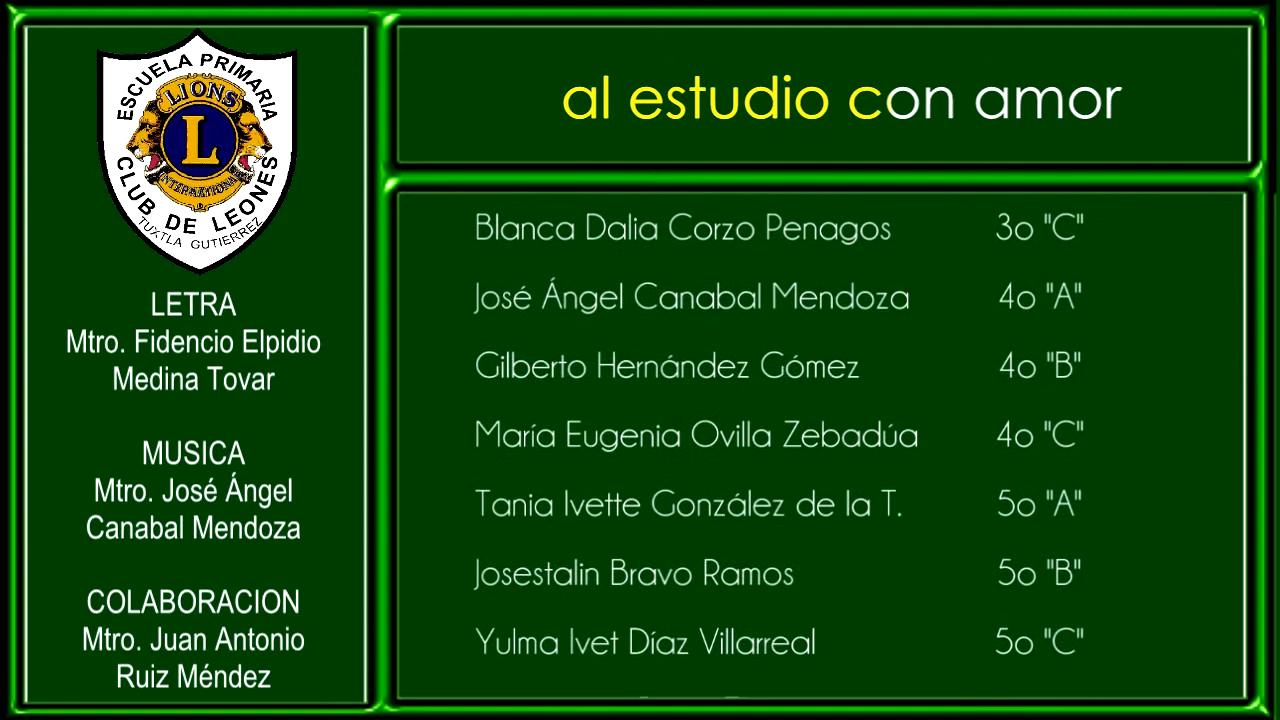 ESCUELA PRIMARIA
LIONS
L
INTERNATIONAL
CLUB DE LEONES
TUXTLA GUTIERREZ
LETRA
Mtro. Fidencio Elpidio
Medina Tovar
MUSICA
Mtro. José Ángel
Canabal Mendoza
COLABORACION
Mtro. Juan Antonio
Ruiz Méndez
al estudio con amor
Blanca Dalia Corzo Penagos 3o "C"
José Ángel Canabal Mendoza 4o "A"
Gilberto Hernández Gómez 4o "B"
María Eugenia Ovilla Zebadúa 4o "C"
Tania Ivette González de la T. 5o "A"
Josestalin Bravo Ramos 5o "B"
Yulma Ivet Díaz Villarreal 5o "C"